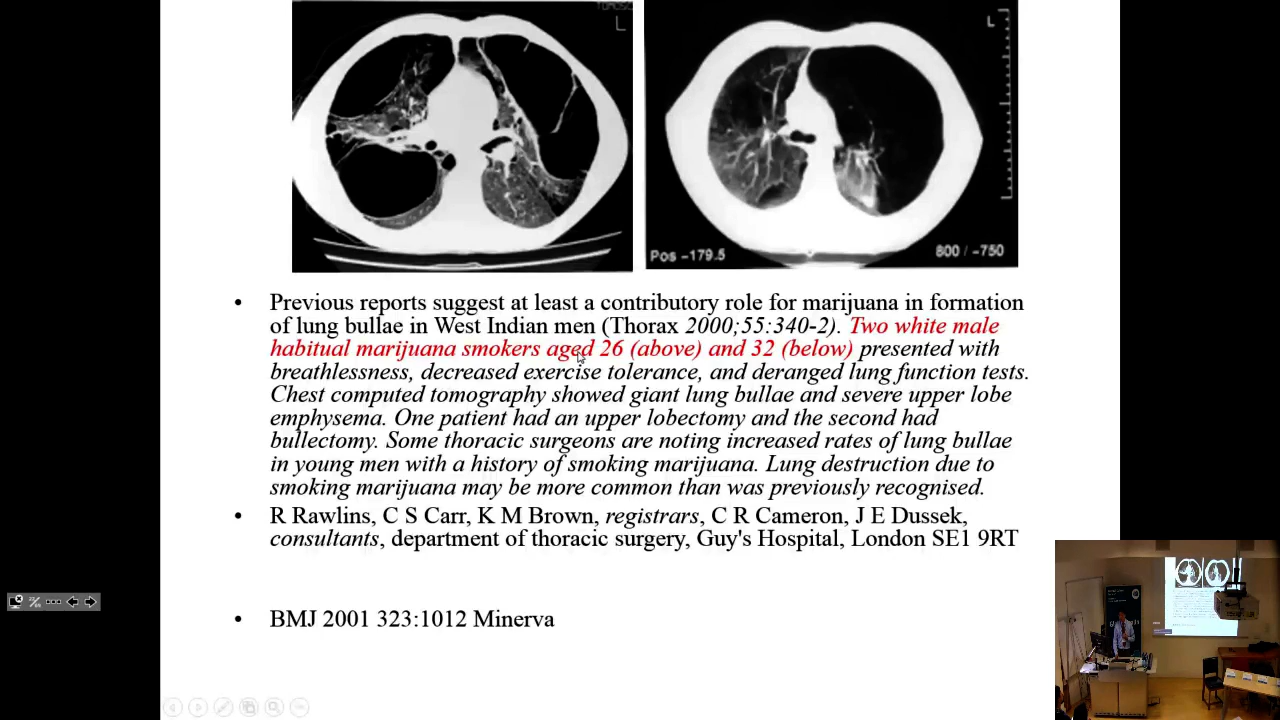 L
L
Pos -179.5
800 / -750
• Previous reports suggest at least a contributory role for marijuana in formation
of lung bullae in West Indian men (Thorax 2000;55:340-2). Two white male
habitual marijuana smokers aged 26 (above) and 32 (below) presented with
breathlessness, decreased exercise tolerance, and deranged lung function tests.
Chest computed tomography showed giant lung bullae and severe upper lobe
emphysema. One patient had an upper lobectomy and the second had
bullectomy. Some thoracic surgeons are noting increased rates of lung bullae
in young men with a history of smoking marijuana. Lung destruction due to
smoking marijuana may be more common than was previously recognised.
• R Rawlins, C S Carr, K M Brown, registrars, C R Cameron, J E Dussek,
consultants, department of thoracic surgery, Guy's Hospital, London SE1 9RT
• BMJ 2001 323:1012 Minerva